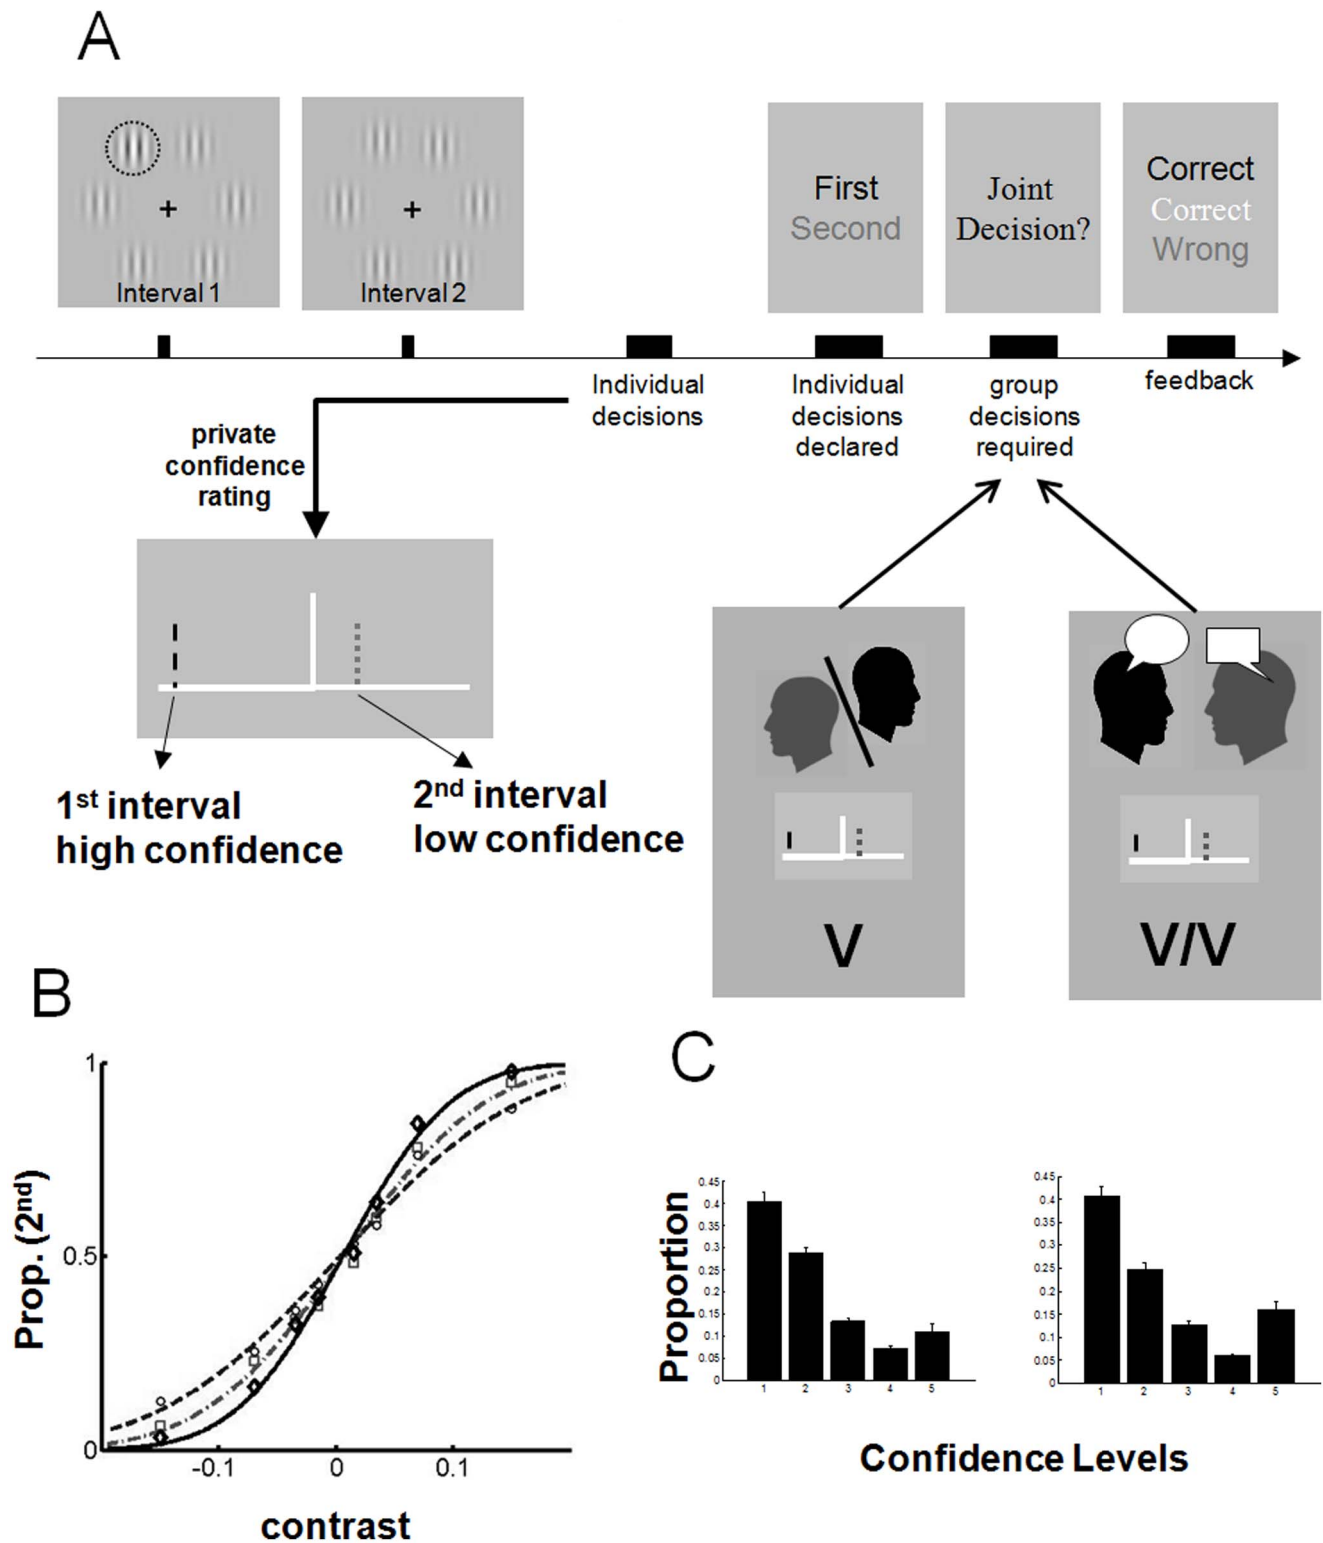 A
Interval 1
Interval 2
First
Second
Joint
Decision?
Correct
Correct
Wrong
Individual
decisions
Individual
decisions
declared
group
decisions
required
feedback
private
confidence
rating
1st interval
high confidence
2nd interval
low confidence
V
V/V
B
Prop. (2nd)
1
0.5
0
-0.1
0
0.1
contrast
C
Proportion
0.45
0.4
0.35
0.3
0.25
0.2
0.15
0.1
0.05
0
1 2 3 4 5
0.45
0.4
0.35
0.3
0.25
0.2
0.15
0.1
0.05
0
1 2 3 4 5
Confidence Levels